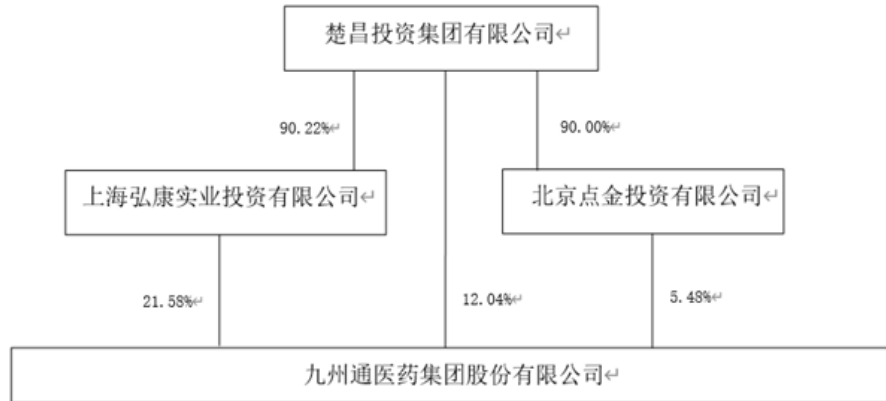 楚昌投资集团有限公司↵
90.22%↵
90.00%↵
上海弘康实业投资有限公司↵
北京点金投资有限公司↵
21.58%↵
12.04%↵
5.48%↵
九州通医药集团股份有限公司↵